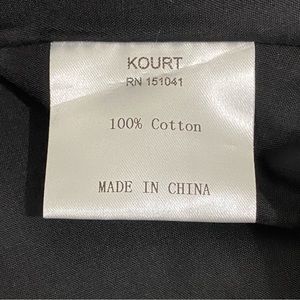 KOURT
RN 151041
100% Cotton
MADE IN CHINA